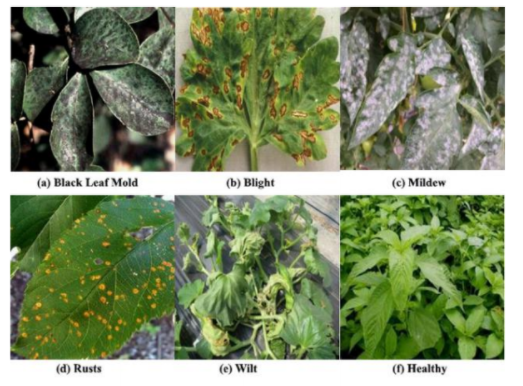 (a) Black Leaf Mold
(b) Blight
(c) Mildew
(d) Rusts
(e) Wilt
(f) Healthy